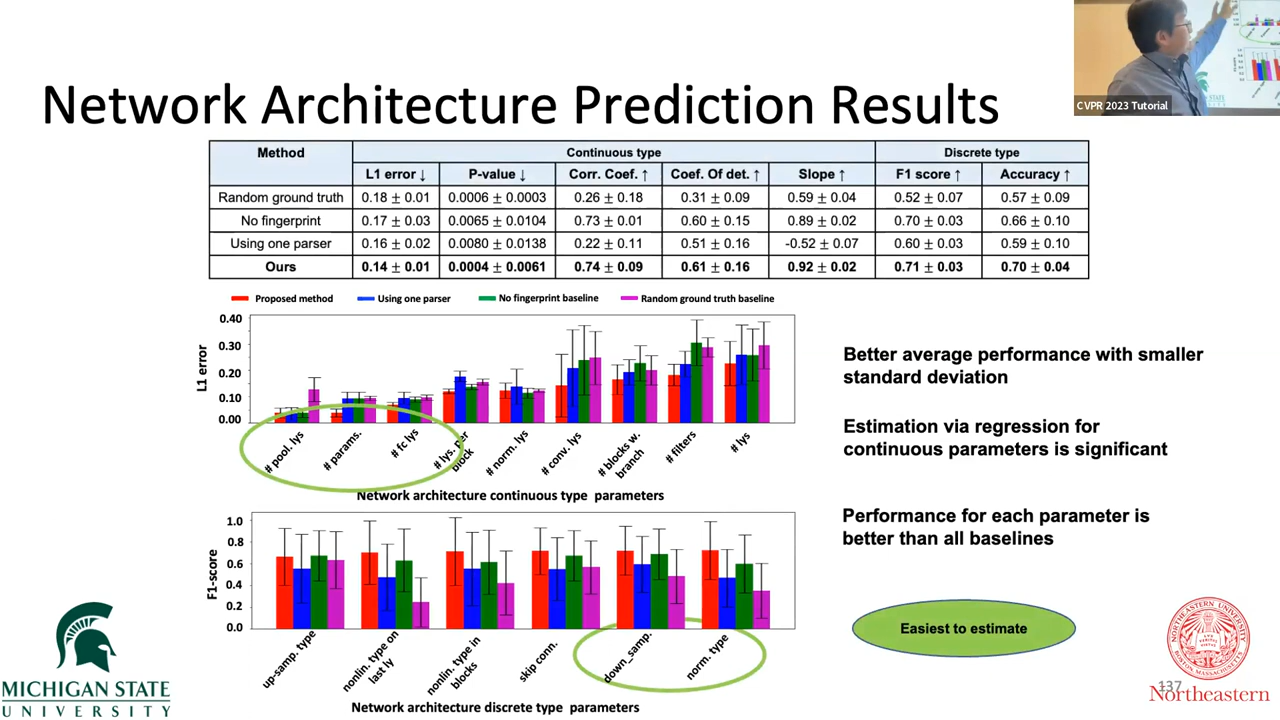 CVPR 2023 Tutorial
Network Architecture Prediction Results
Method Continuous type Discrete type
L1 error ↓ P-value ↓ Corr. Coef. ↑ Coef. Of det. ↑ Slope ↑ F1 score ↑ Accuracy ↑
Random ground truth 0.18 ± 0.01 0.0006 ± 0.0003 0.26 ± 0.18 0.31 ± 0.09 0.59 ± 0.04 0.52 ± 0.07 0.57 ± 0.09
No fingerprint 0.17 ± 0.03 0.0065 ± 0.0104 0.73 ± 0.01 0.60 ± 0.15 0.89 ± 0.02 0.70 ± 0.03 0.66 ± 0.10
Using one parser 0.16 ± 0.02 0.0080 ± 0.0138 0.22 ± 0.11 0.51 ± 0.16 -0.52 ± 0.07 0.60 ± 0.03 0.59 ± 0.10
Ours 0.14 ± 0.01 0.0004 ± 0.0061 0.74 ± 0.09 0.61 ± 0.16 0.92 ± 0.02 0.71 ± 0.03 0.70 ± 0.04
Proposed method Using one parser No fingerprint baseline Random ground truth baseline
L1 error
0.40
0.30
0.20
0.10
0.00
# pool. lys
# params.
# fc lys
# lys. per
block
# norm. lys
# conv. lys
# blocks w.
branch
# filters
# lys
Network architecture continuous type parameters
F1-score
1.0
0.8
0.6
0.4
0.2
0.0
up-samp. type
nonlin. type on
last ly
nonlin. type in
blocks
skip conn.
down_samp.
norm. type
Network architecture discrete type parameters
Better average performance with smaller
standard deviation
Estimation via regression for
continuous parameters is significant
Performance for each parameter is
better than all baselines
Easiest to estimate
MICHIGAN STATE
UNIVERSITY
137
Northeastern